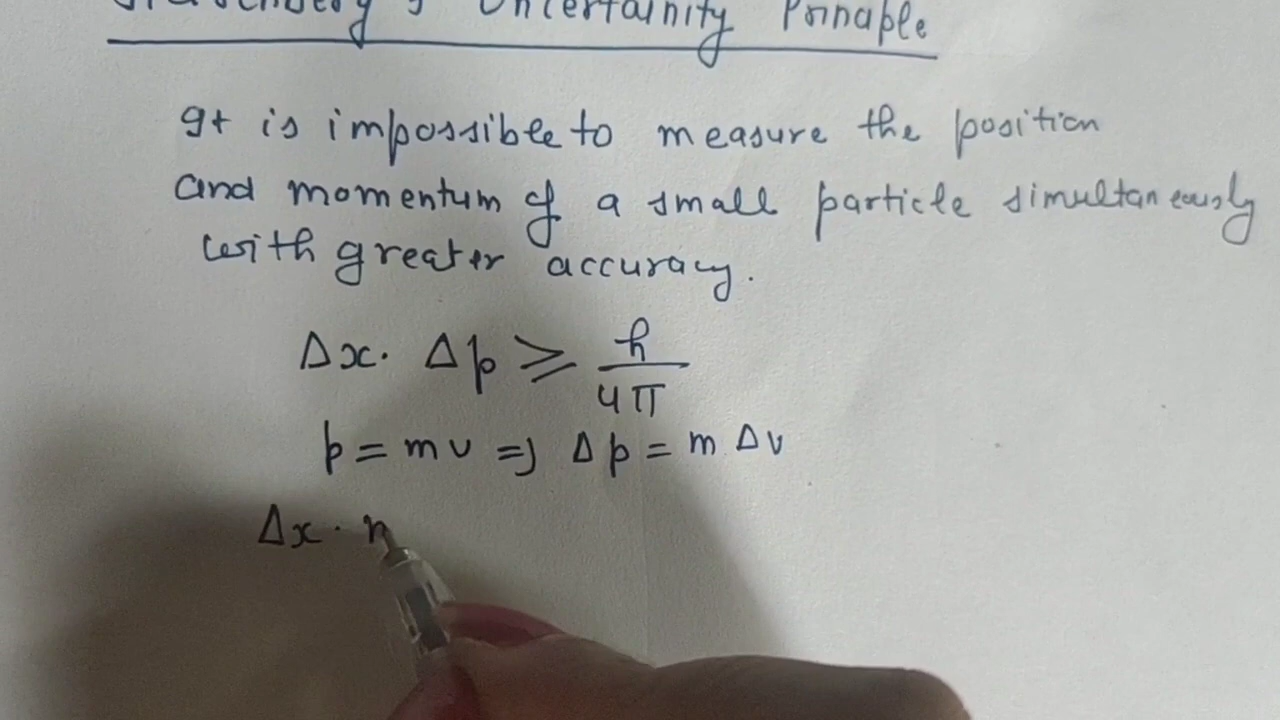 Uncertainity Principle
It is impossible to measure the position
and momentum of a small particle simultaneously
with greater accuracy.
Δx. Δp ≥ h/4π
p = mv => Δp = m Δv
Δx .